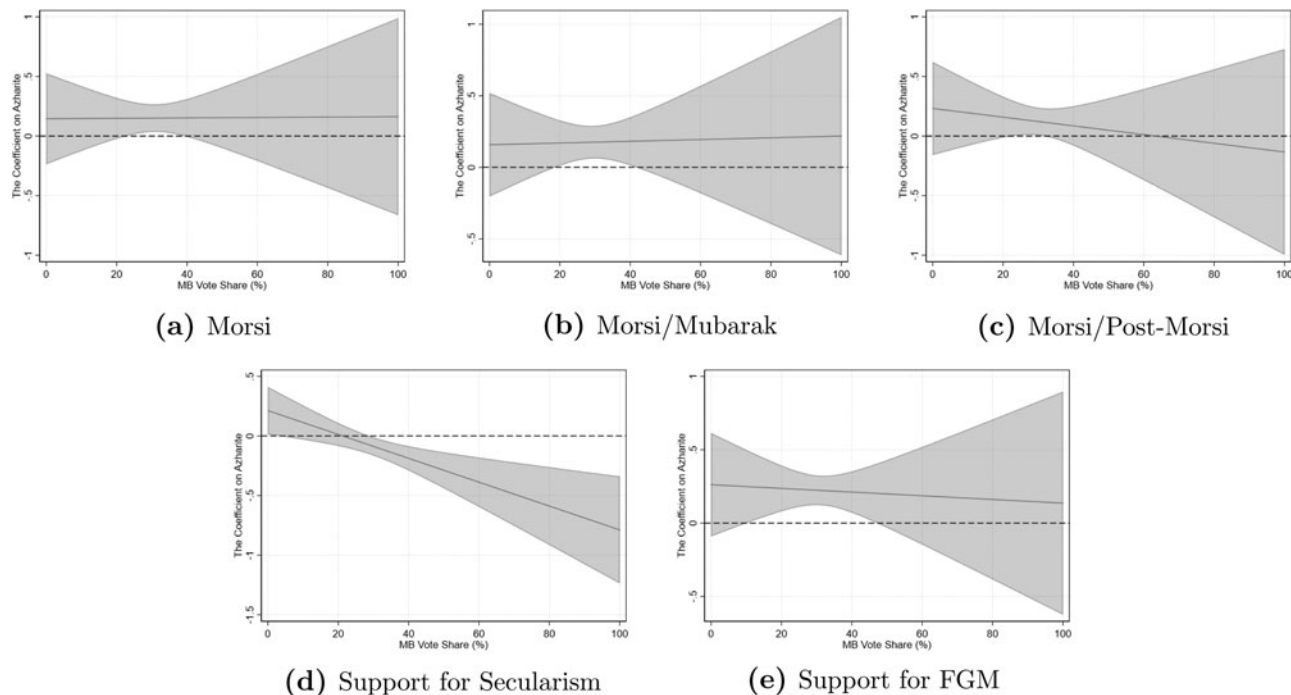 The Coefficient on Azharite
1
.5
0
-.5
-1
0 20 40 60 80 100
MB Vote Share (%)
(a) Morsi
The Coefficient on Azharite
1
.5
0
-.5
0 20 40 60 80 100
MB Vote Share (%)
(b) Morsi/Mubarak
The Coefficient on Azharite
1
.5
0
-.5
-1
0 20 40 60 80 100
MB Vote Share (%)
(c) Morsi/Post-Morsi
The Coefficient on Azharite
.5
0
-.5
-1
-1.5
0 20 40 60 80 100
MB Vote Share (%)
(d) Support for Secularism
The Coefficient on Azharite
1
.5
0
-.5
0 20 40 60 80 100
MB Vote Share (%)
(e) Support for FGM